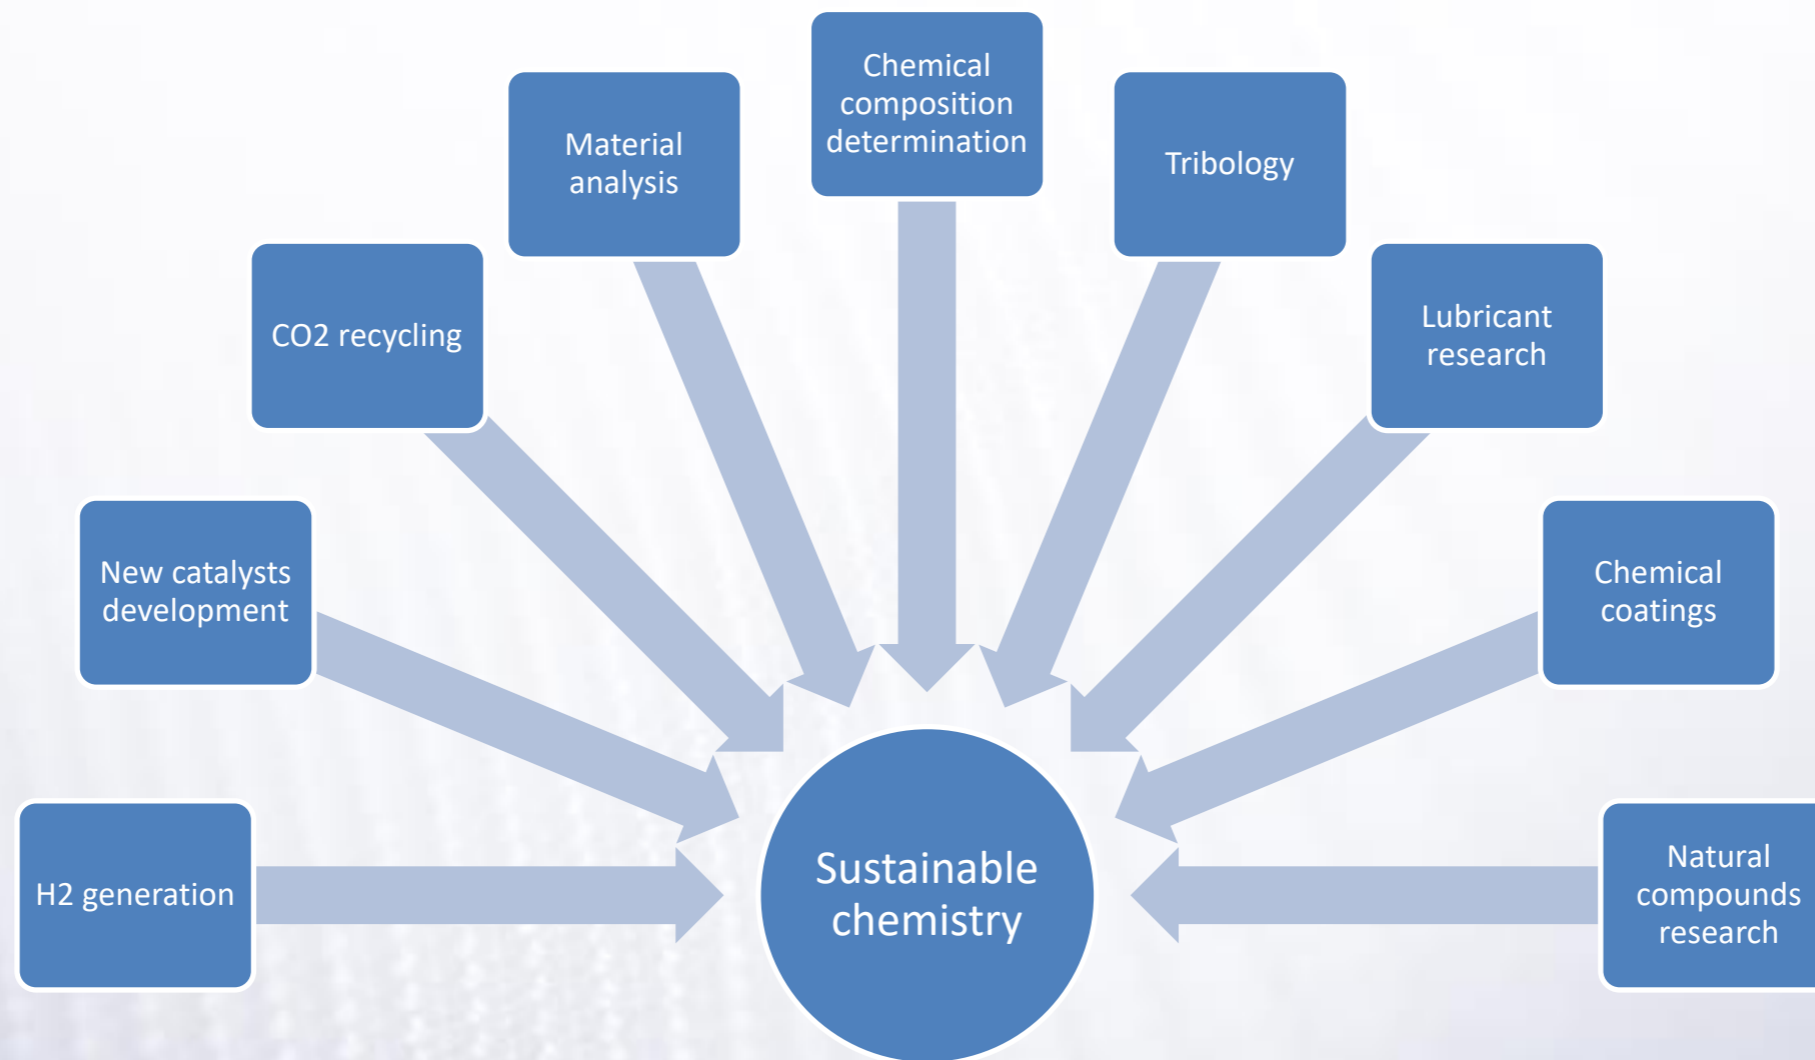 Chemical
composition
determination
Material
analysis
Tribology
CO2 recycling
Lubricant
research
New catalysts
development
Chemical
coatings
H2 generation
Sustainable
chemistry
Natural
compounds
research